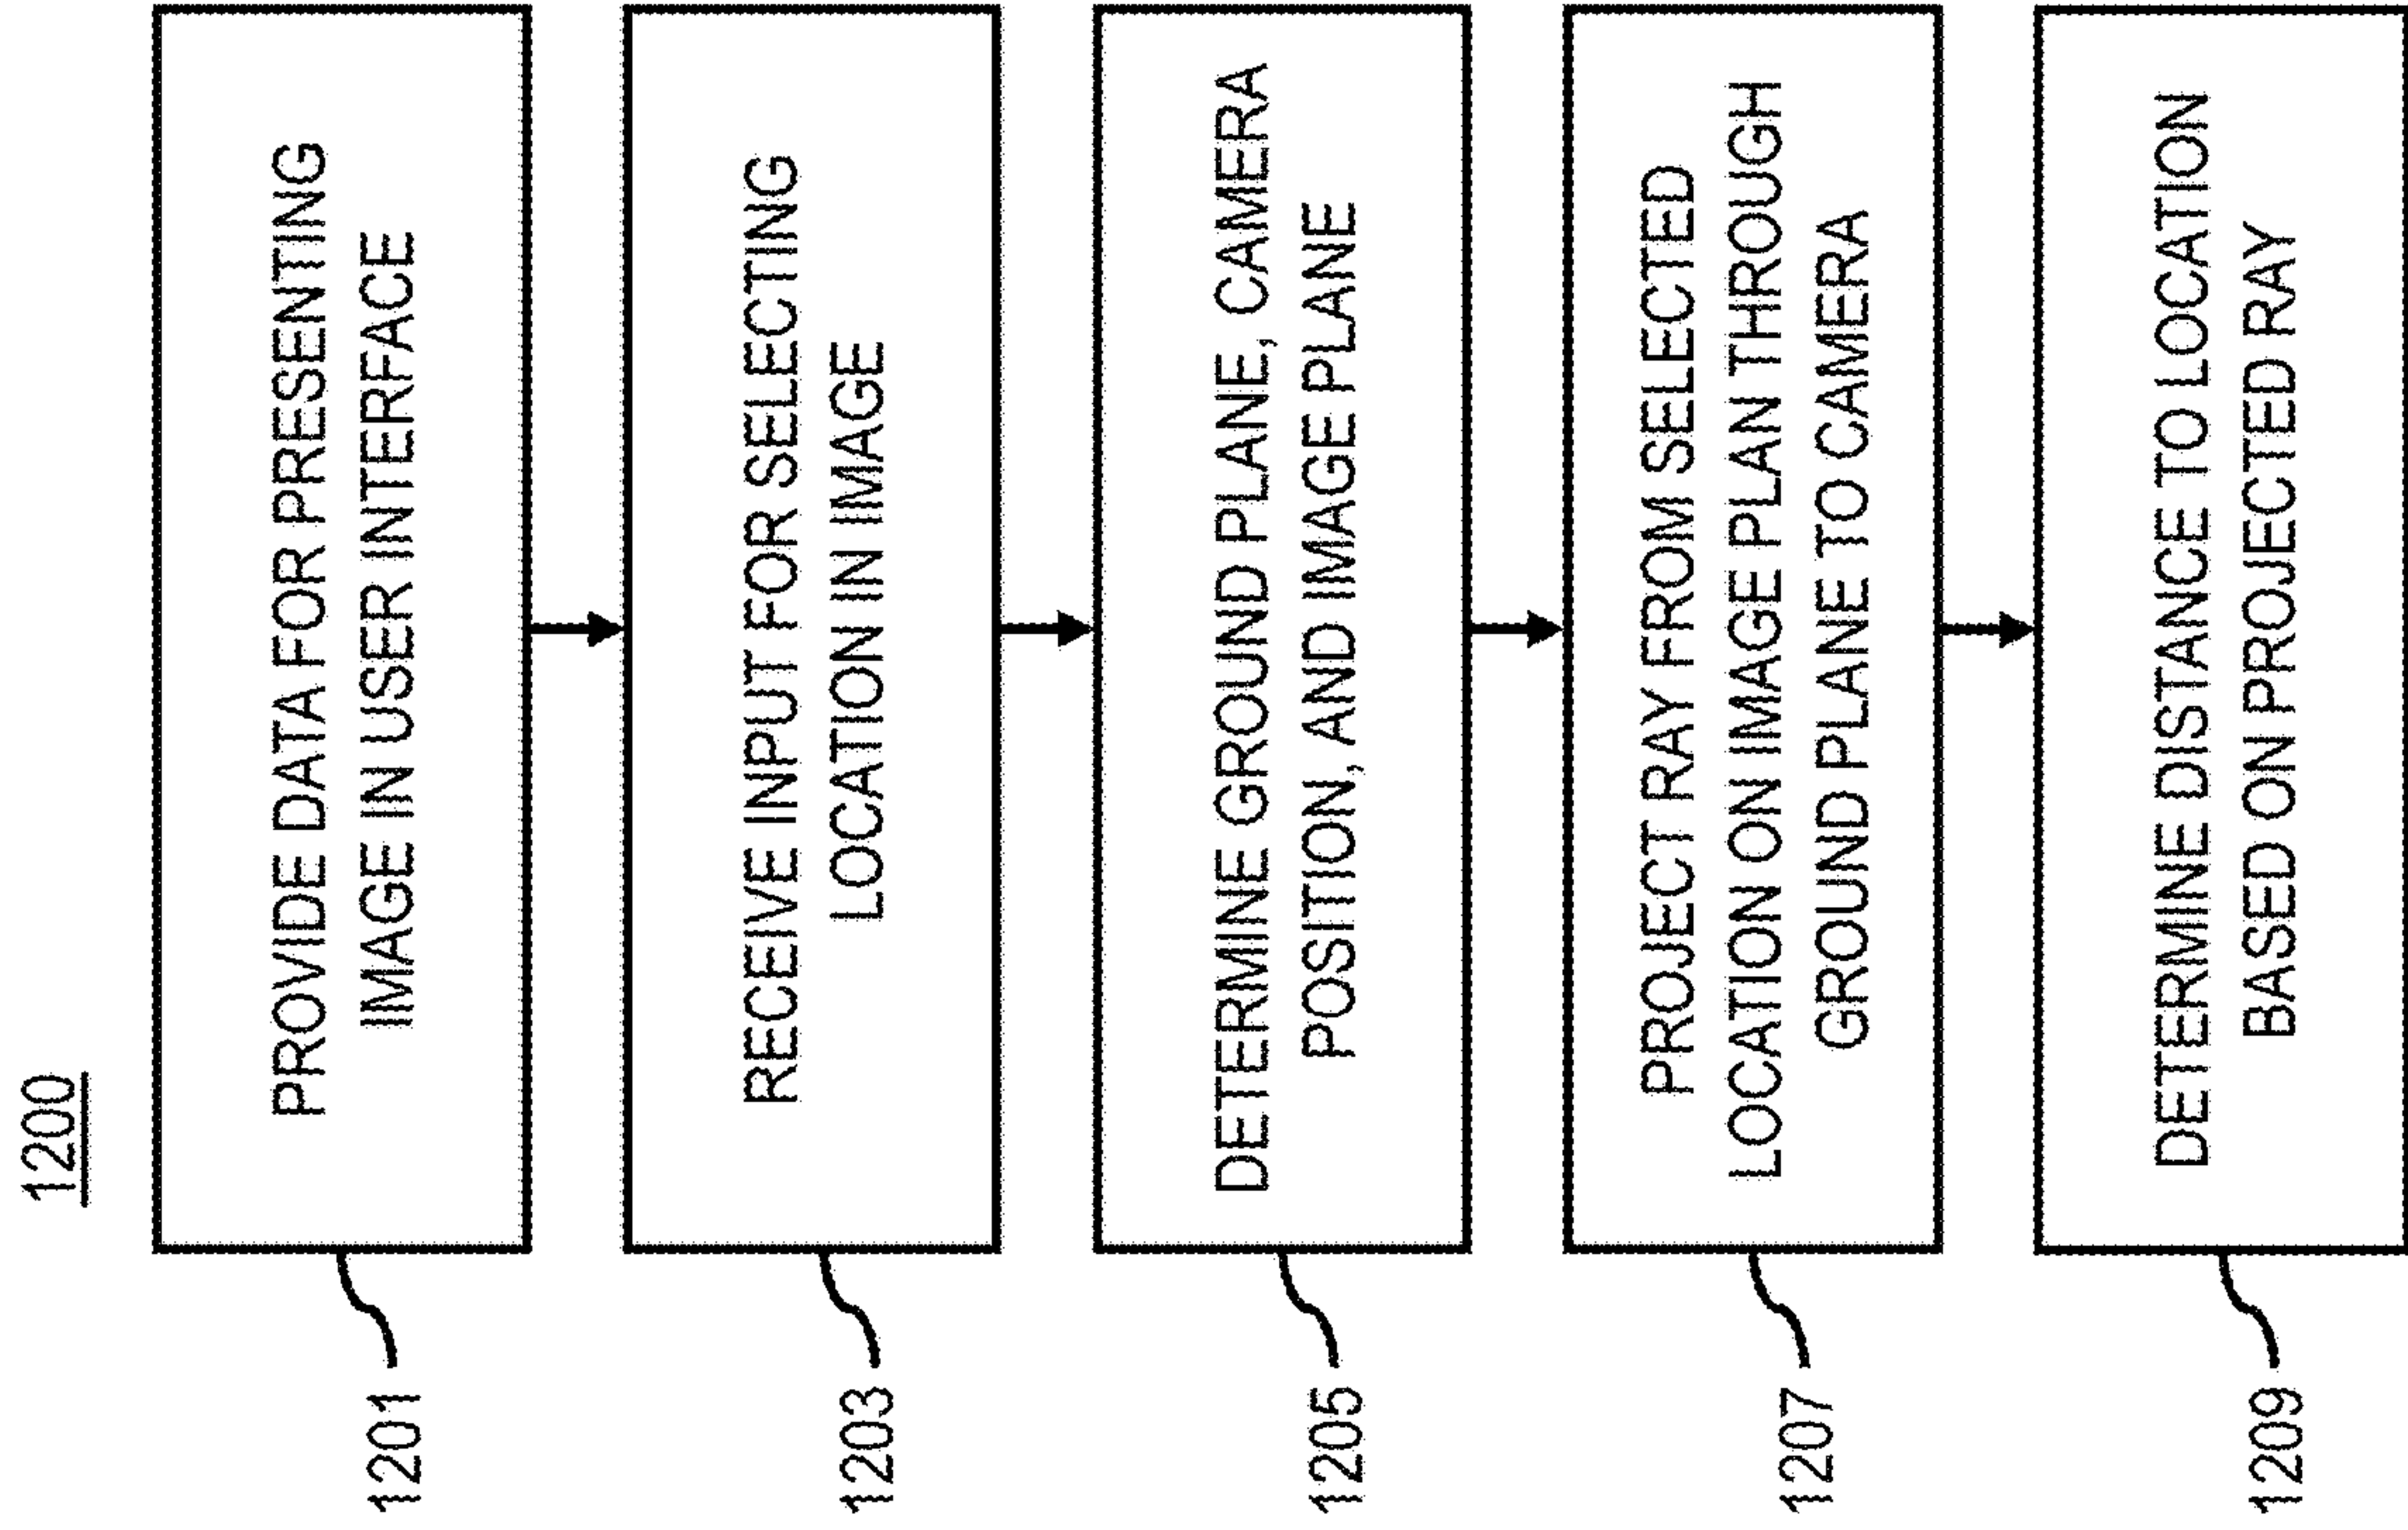 1200
PROVIDE DATA FOR PRESENTING
IMAGE IN USER INTERFACE
1201
RECEIVE INPUT FOR SELECTING
LOCATION IN IMAGE
1203
DETERMINE GROUND PLANE, CAMERA
POSITION, AND IMAGE PLANE
1205
PROJECT RAY FROM SELECTED
LOCATION ON IMAGE PLAN THROUGH
GROUND PLANE TO CAMERA
1207
DETERMINE DISTANCE TO LOCATION
BASED ON PROJECTED RAY
1209